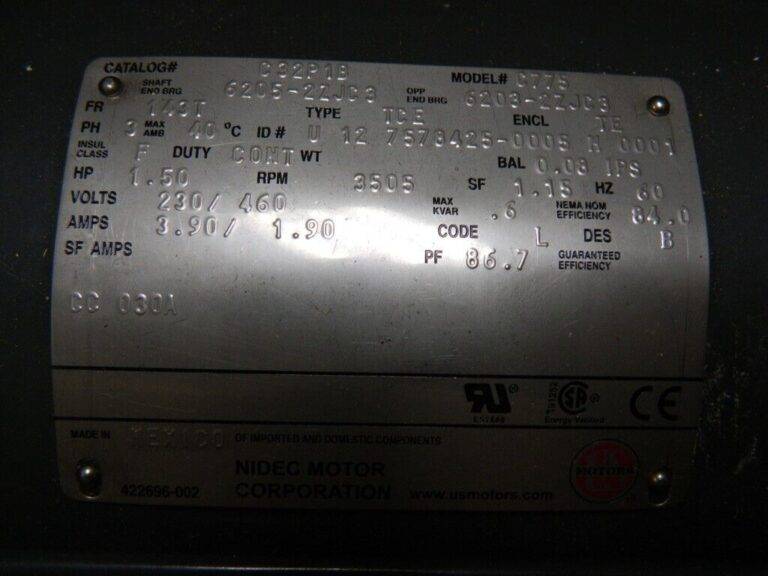 CATALOG# C32P1B MODEL# C775
SHAFT END BRG 6205-2ZJC3 OPP END BRG 6203-2ZJC3
FR 143T TYPE TCE ENCL TE
PH 3 MAX AMB 40 °C ID # U 12 7578425-0005 M 0001
INSUL CLASS F DUTY CONT WT BAL 0.08 IPS
HP 1.50 RPM 3505 SF 1.15 HZ 60
VOLTS 230/ 460 MAX KVAR .6 NEMA NOM EFFICIENCY 84.0
AMPS 3.90/ 1.90 CODE L DES B
SF AMPS PF 86.7 GUARANTEED EFFICIENCY
CC 030A
Energy Verified
MADE IN MEXICO OF IMPORTED AND DOMESTIC COMPONENTS
NIDEC MOTOR
422696-002 CORPORATION www.usmotors.com
MOTORS